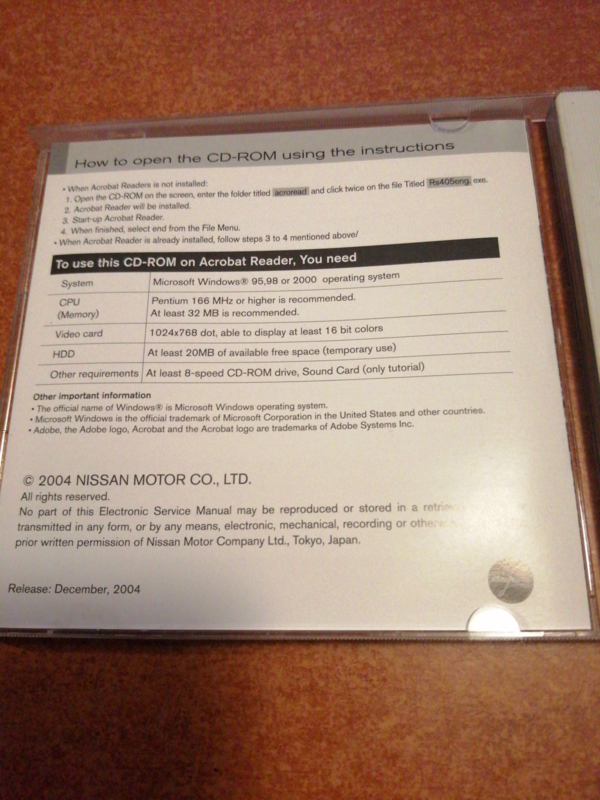 How to open the CD-ROM using the instructions
• When Acrobat Readers is not installed:
1. Open the CD-ROM on the screen, enter the folder titled acroread and click twice on the file Titled Rs405eng exe.
2. Acrobat Reader will be installed.
3. Start-up Acrobat Reader.
4. When finished, select end from the File Menu.
• When Acrobat Reader is already installed, follow steps 3 to 4 mentioned above/
To use this CD-ROM on Acrobat Reader, You need
System Microsoft Windows® 95,98 or 2000 operating system
CPU Pentium 166 MHz or higher is recommended.
(Memory) At least 32 MB is recommended.
Video card 1024x768 dot, able to display at least 16 bit colors
HDD At least 20MB of available free space (temporary use)
Other requirements At least 8-speed CD-ROM drive, Sound Card (only tutorial)
Other important information
• The official name of Windows® is Microsoft Windows operating system.
• Microsoft Windows is the official trademark of Microsoft Corporation in the United States and other countries.
• Adobe, the Adobe logo, Acrobat and the Acrobat logo are trademarks of Adobe Systems Inc.
© 2004 NISSAN MOTOR CO., LTD.
All rights reserved.
No part of this Electronic Service Manual may be reproduced or stored in a
transmitted in any form, or by any means, electronic, mechanical, recording or
prior written permission of Nissan Motor Company Ltd., Tokyo, Japan.
Release: December, 2004